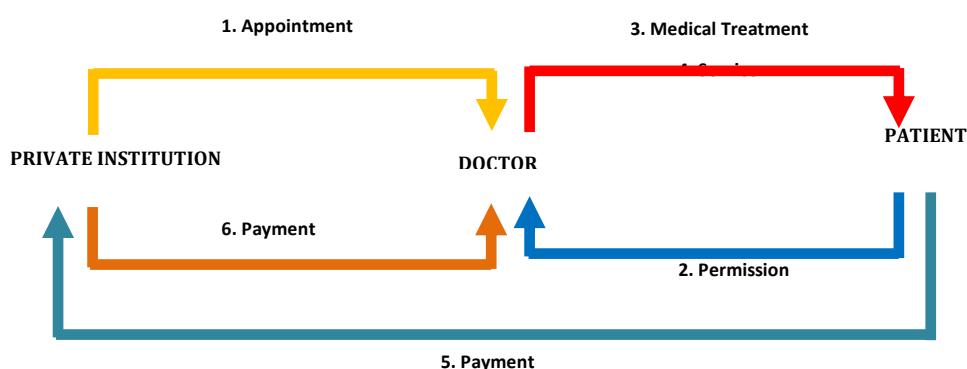 1. Appointment
3. Medical Treatment
PATIENT
PRIVATE INSTITUTION
DOCTOR
6. Payment
2. Permission
5. Payment